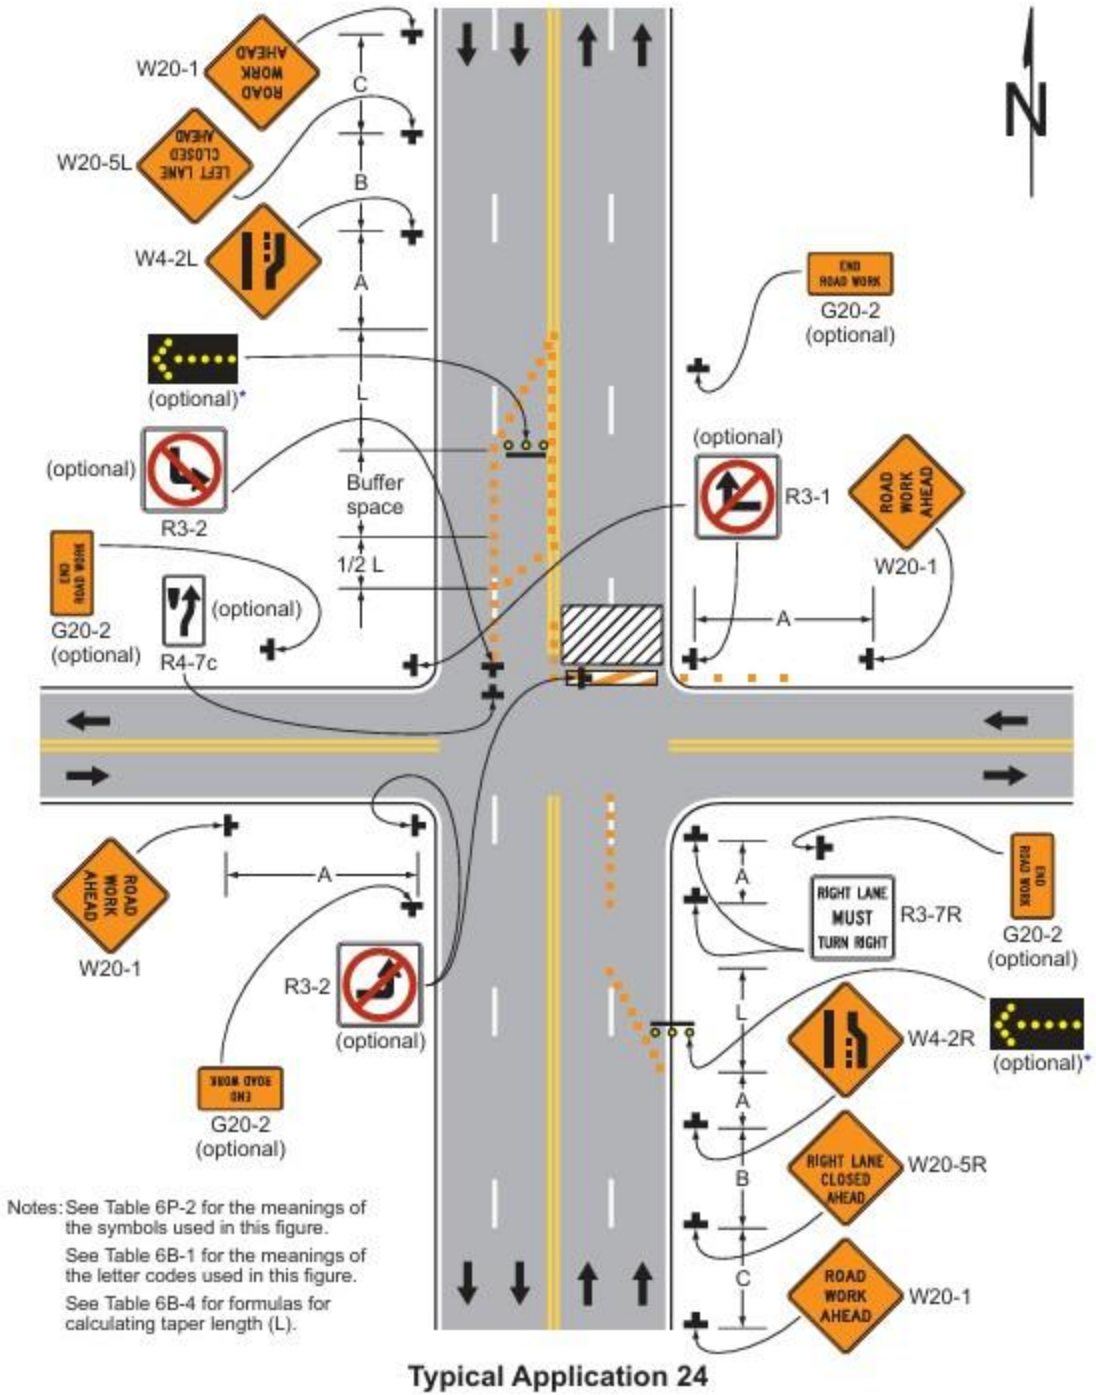 W20-1
ROAD
WORK
AHEAD
C
W20-5L
LEFT LANE
CLOSED
AHEAD
B
W4-2L
A
N
END
ROAD WORK
G20-2
(optional)
(optional)*
L
(optional)
R3-2
Buffer
space
1/2 L
(optional)
R3-1
ROAD
WORK
AHEAD
W20-1
A
END
ROAD WORK
G20-2
(optional)
(optional)
R4-7c
ROAD
WORK
AHEAD
W20-1
A
R3-2
(optional)
END
ROAD WORK
G20-2
(optional)
A
RIGHT LANE
MUST
TURN RIGHT
R3-7R
END
ROAD WORK
G20-2
(optional)
L
W4-2R
(optional)*
A
RIGHT LANE
CLOSED
AHEAD
W20-5R
B
ROAD
WORK
AHEAD
W20-1
C
Notes: See Table 6P-2 for the meanings of
the symbols used in this figure.
See Table 6B-1 for the meanings of
the letter codes used in this figure.
See Table 6B-4 for formulas for
calculating taper length (L).
Typical Application 24